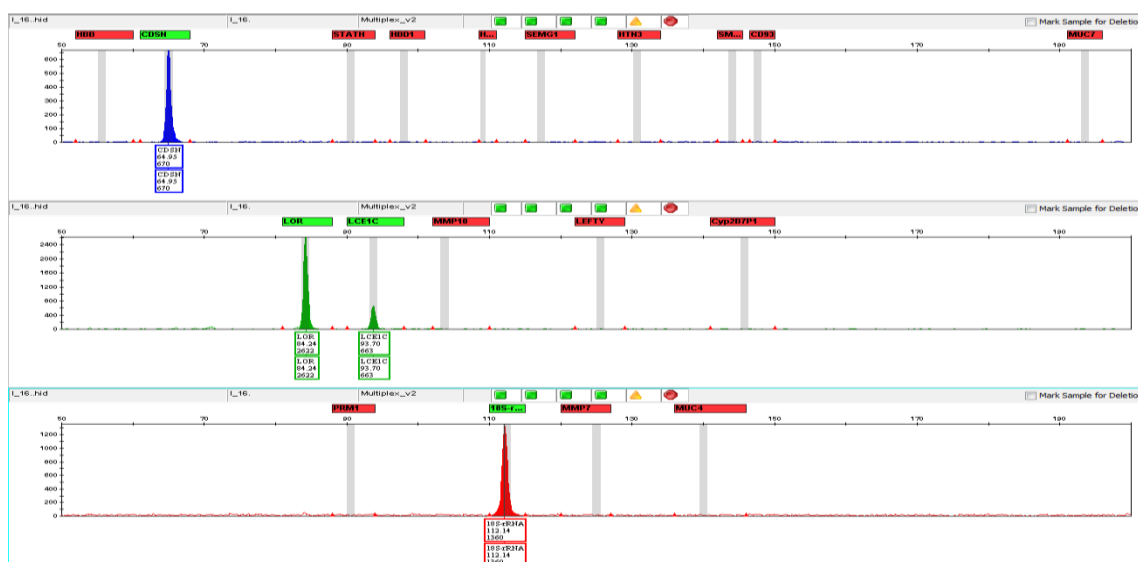 I_16..hid I_16. Multiplex_v2 Mark Sample for Deletio
HBB CDSN STATH HBD1 H... SEMG1 HTN3 SM... CD93 MUC7
50 70 90 110 130 150 170 190
800
600
400
200
0
CDSN
64.95
670
CDSN
64.95
670
I_16..hid I_16. Multiplex_v2 Mark Sample for Deletio
LOR LCE1C MMP10 LEFTY Cyp2B7P1
50 70 90 110 130 150 170 190
2400
2000
1600
1200
800
400
0
LOR LCE1C
84.24 93.70
2622 663
LOR LCE1C
84.24 93.70
2622 663
I_16..hid I_16. Multiplex_v2 Mark Sample for Deletio
PRM1 18S-r... MMP7 MUC4
50 70 90 110 130 150 170 190
1200
1000
800
600
400
200
0
18S-rRNA
112.14
1360
18S-rRNA
112.14
1360